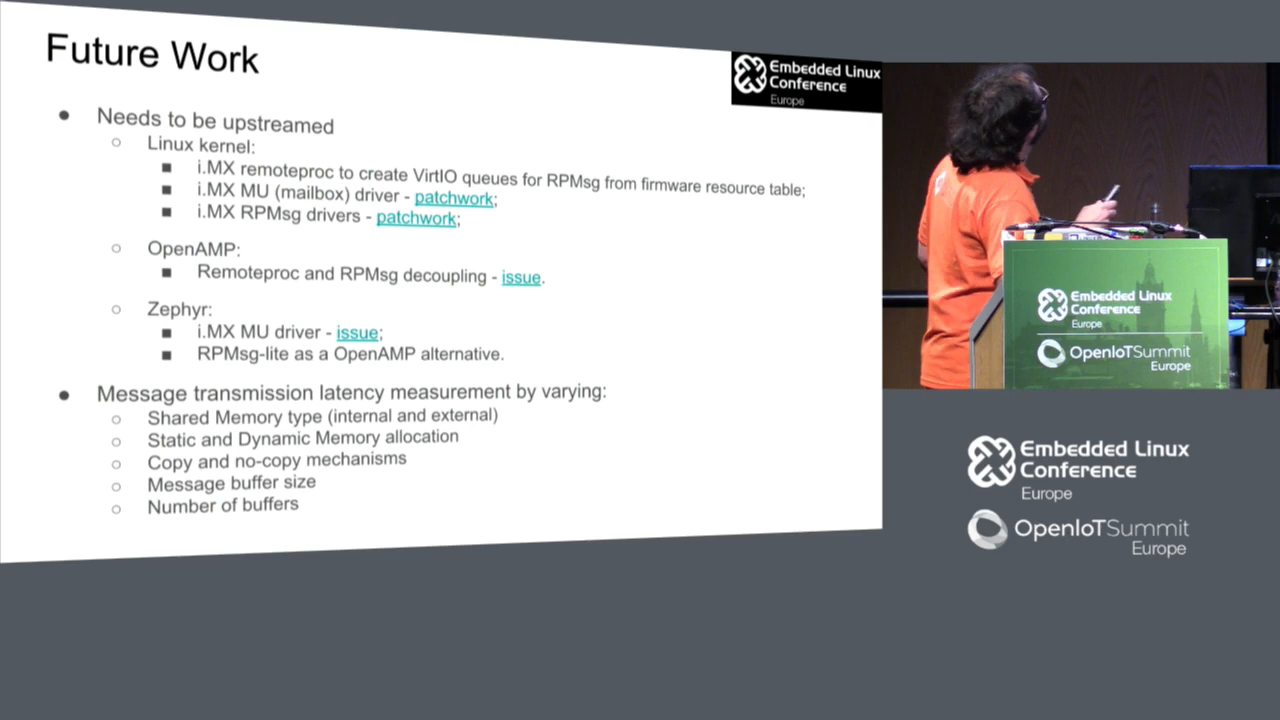 Future Work
Embedded Linux
Conference
Europe
● Needs to be upstreamed
○ Linux kernel:
■ i.MX remoteproc to create VirtIO queues for RPMsg from firmware resource table;
■ i.MX MU (mailbox) driver - patchwork;
■ i.MX RPMsg drivers - patchwork;
○ OpenAMP:
■ Remoteproc and RPMsg decoupling - issue.
○ Zephyr:
■ i.MX MU driver - issue;
■ RPMsg-lite as a OpenAMP alternative.
● Message transmission latency measurement by varying:
○ Shared Memory type (internal and external)
○ Static and Dynamic Memory allocation
○ Copy and no-copy mechanisms
○ Message buffer size
○ Number of buffers
Embedded Linux
Conference
Europe
OpenIoTSummit
Europe
Embedded Linux
Conference
Europe
OpenIoTSummit
Europe